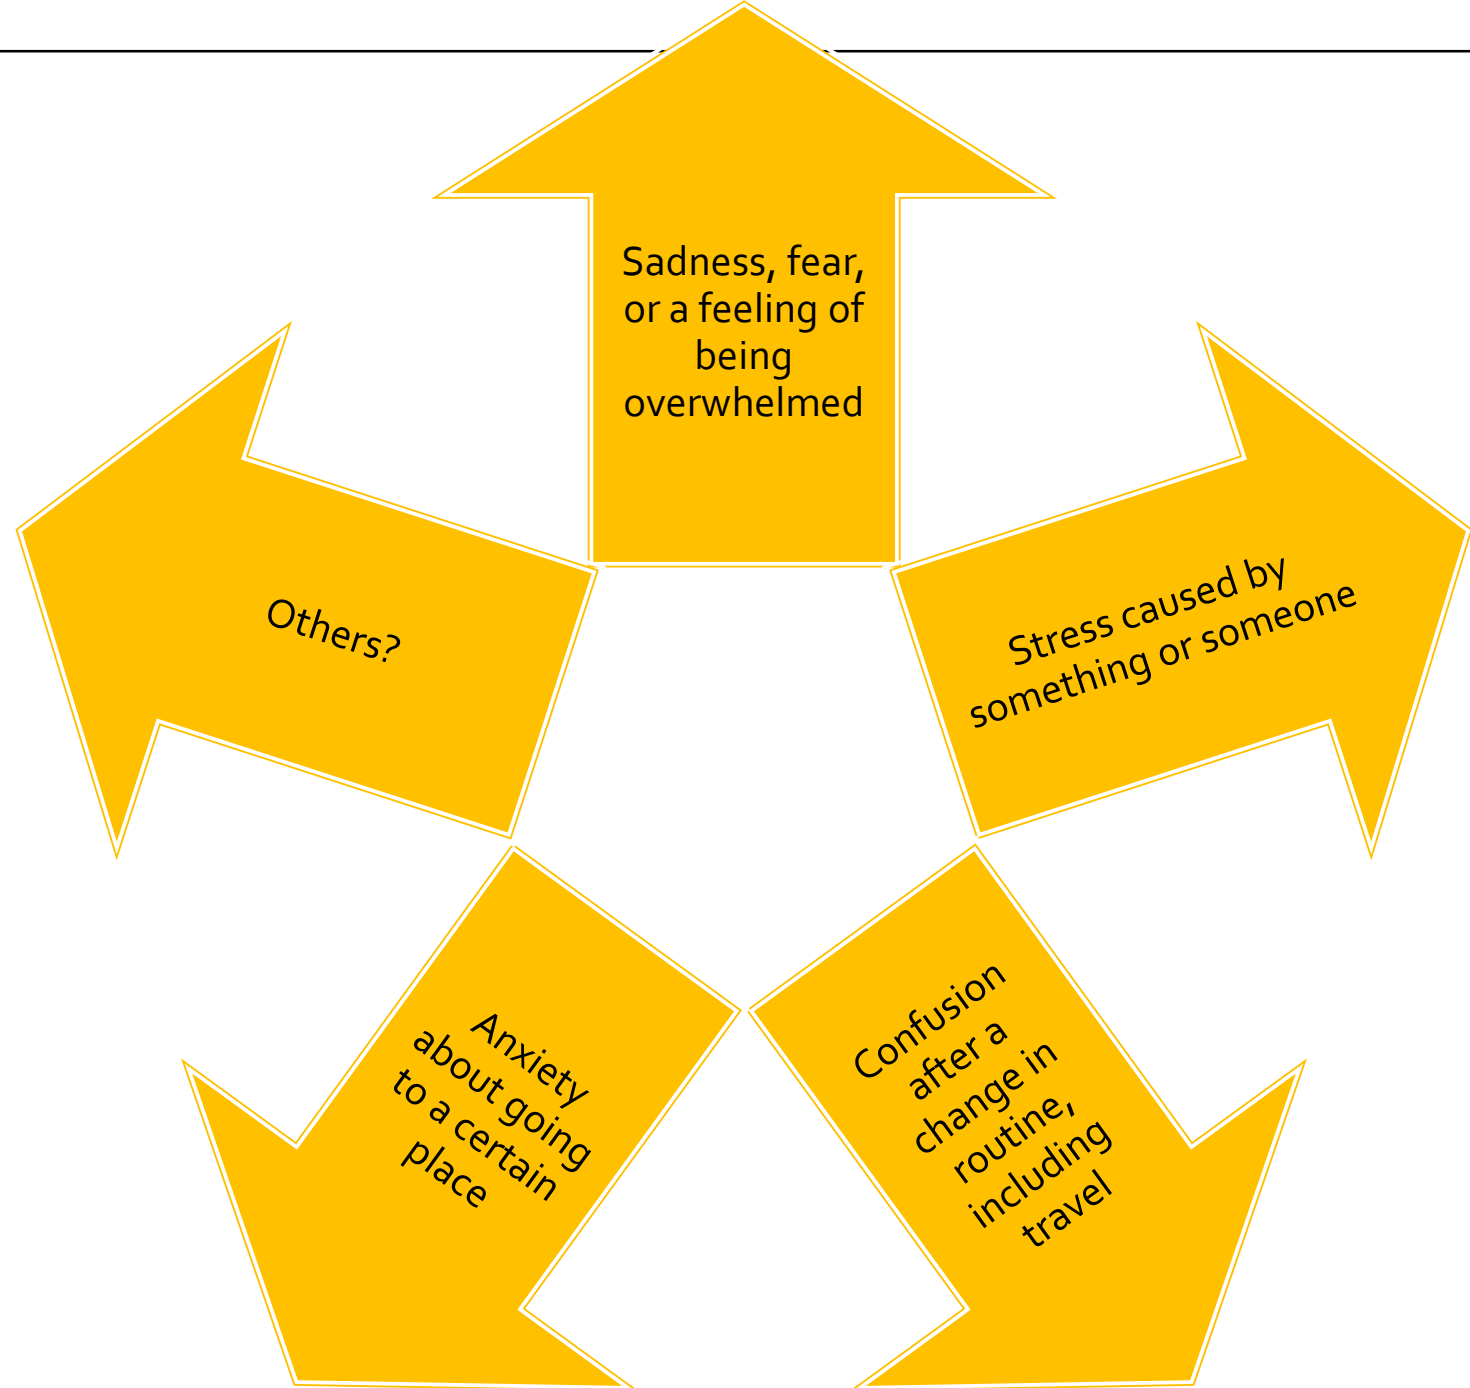 Sadness, fear,
or a feeling of
being
overwhelmed
Stress caused by
something or someone
Confusion
after a
change in
routine,
including
travel
Anxiety
about going
to a certain
place
Others?